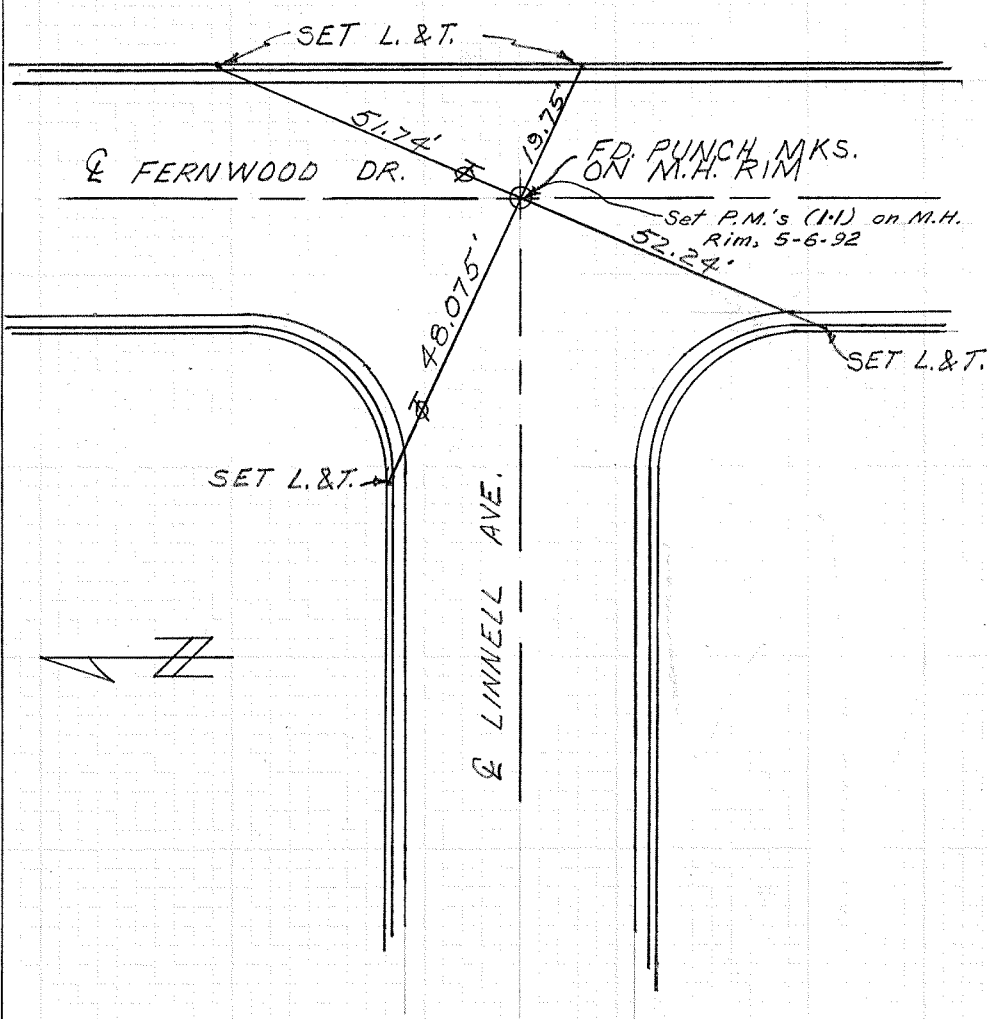 SET L. & T.
51.74'
19.75'
℄ FERNWOOD DR.
FD. PUNCH MKS.
ON M.H. RIM
Set P.M.'s (1•1) on M.H.
Rim, 5-6-92
52.24'
48.075'
SET L.&T.
SET L.&T.
℄ LINNELL AVE.
N